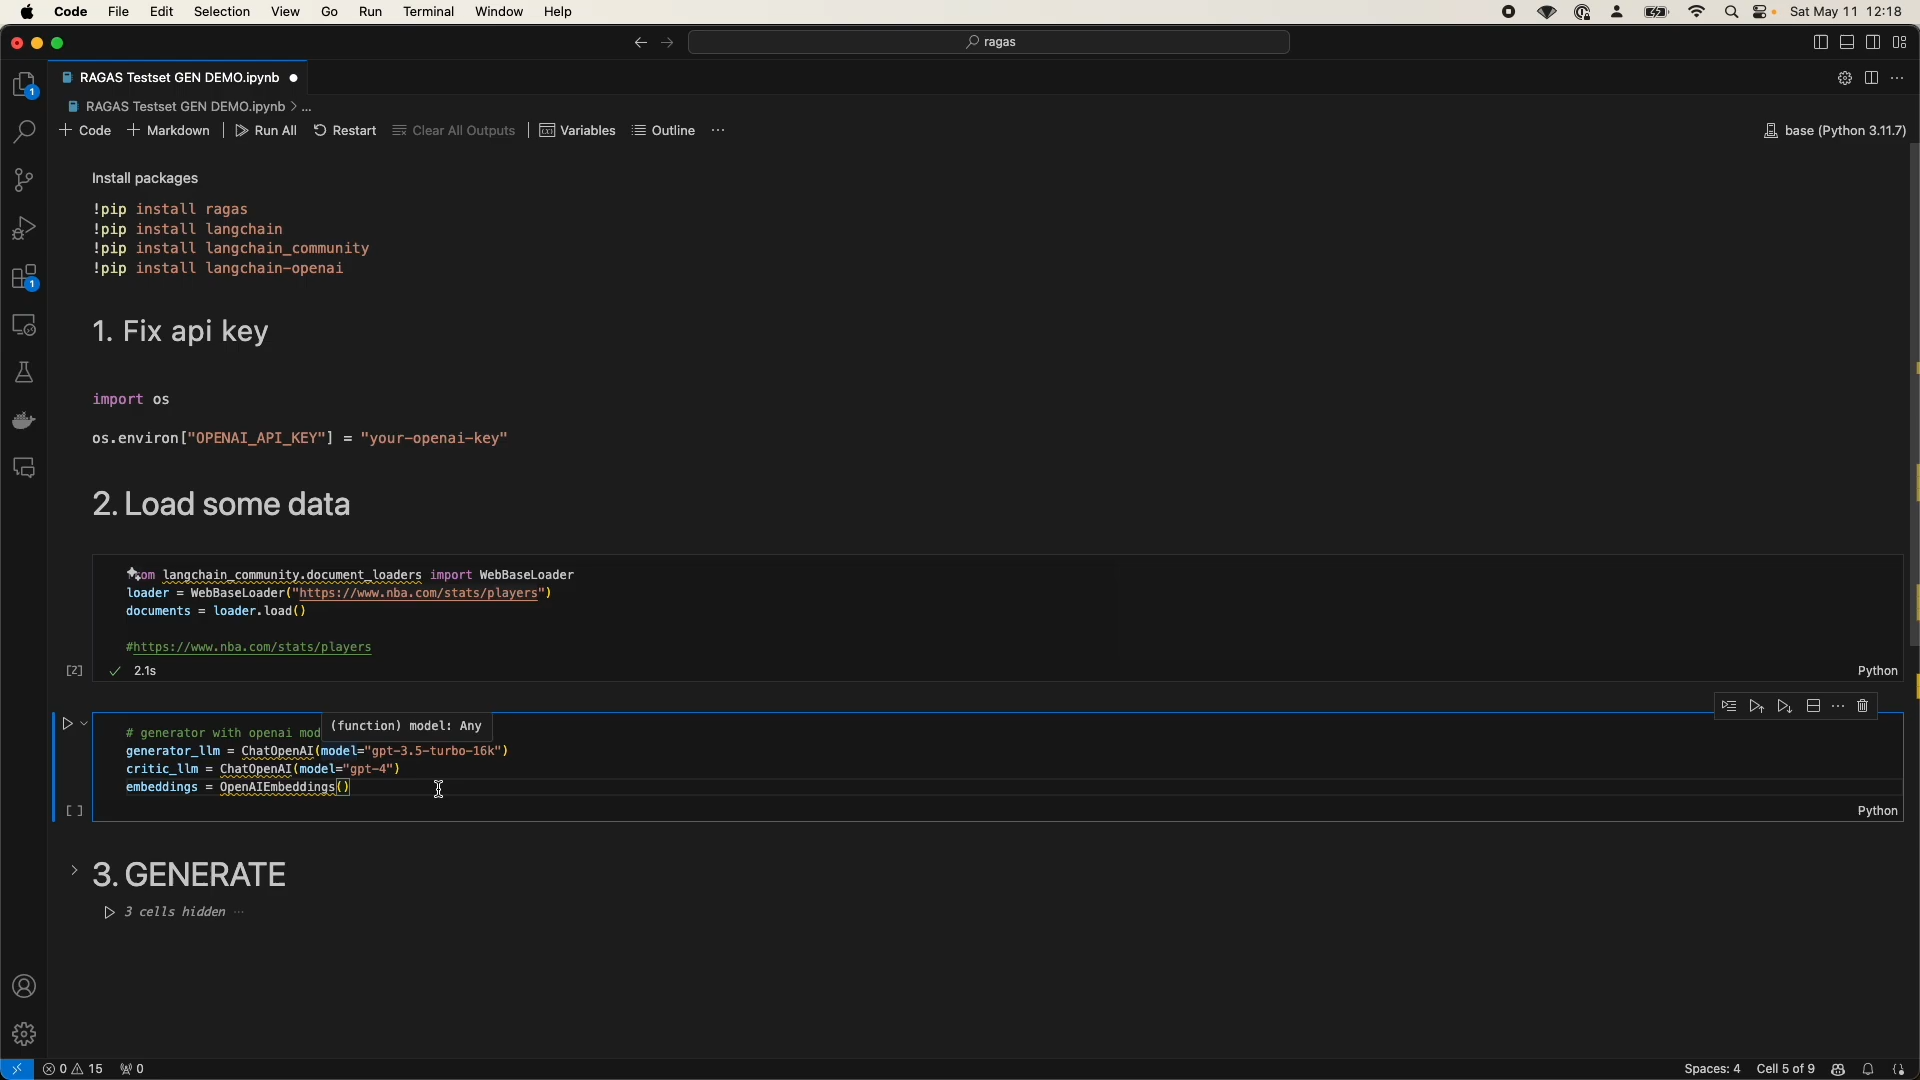 Code File Edit Selection View Go Run Terminal Window Help Sat May 11 12:18
ragas
RAGAS Testset GEN DEMO.ipynb
1
RAGAS Testset GEN DEMO.ipynb > ...
+ Code + Markdown Run All Restart Clear All Outputs Variables Outline ... base (Python 3.11.7)
Install packages
!pip install ragas
!pip install langchain
!pip install langchain_community
!pip install langchain-openai
1
1. Fix api key
import os
os.environ["OPENAI_API_KEY"] = "your-openai-key"
2. Load some data
om langchain_community.document_loaders import WebBaseLoader
loader = WebBaseLoader("https://www.nba.com/stats/players")
documents = loader.load()
#https://www.nba.com/stats/players
[2] ✓ 2.1s Python
(function) model: Any
# generator with openai mod
generator_llm = ChatOpenAI(model="gpt-3.5-turbo-16k")
critic_llm = ChatOpenAI(model="gpt-4")
embeddings = OpenAIEmbeddings()
[ ] Python
> 3. GENERATE
3 cells hidden ...
0 15 0 Spaces: 4 Cell 5 of 9